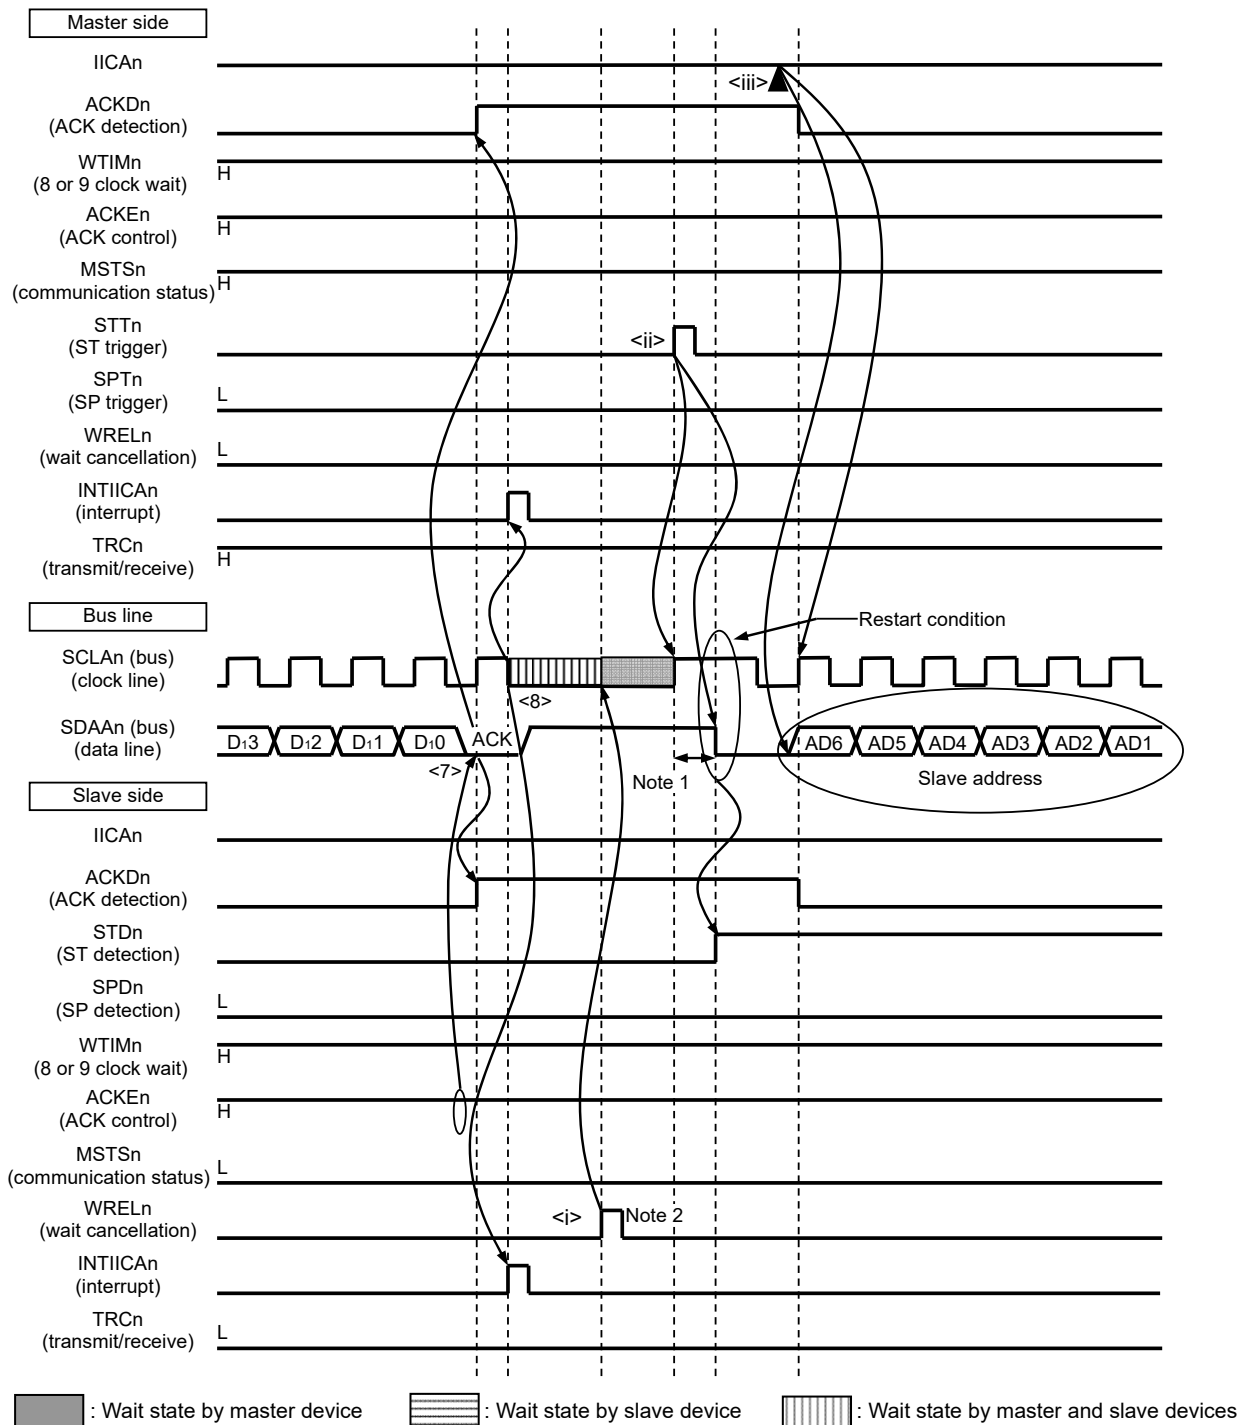 Master side
IICAn
<iii>
ACKDn
(ACK detection)
WTIMn
(8 or 9 clock wait)
H
ACKEn
(ACK control)
H
MSTSn
(communication status)
H
STTn
(ST trigger)
<ii>
SPTn
(SP trigger)
L
WRELn
(wait cancellation)
L
INTIICAn
(interrupt)
TRCn
(transmit/receive)
H
Bus line
Restart condition
SCLAn (bus)
(clock line)
<8>
SDAAn (bus)
(data line)
D₁3 D₁2 D₁1 D₁0 ACK AD6 AD5 AD4 AD3 AD2 AD1
<7>
Note 1
Slave address
Slave side
IICAn
ACKDn
(ACK detection)
STDn
(ST detection)
SPDn
(SP detection)
L
WTIMn
(8 or 9 clock wait)
H
ACKEn
(ACK control)
H
MSTSn
(communication status)
L
WRELn
(wait cancellation)
<i>
Note 2
INTIICAn
(interrupt)
TRCn
(transmit/receive)
L
: Wait state by master device : Wait state by slave device : Wait state by master and slave devices